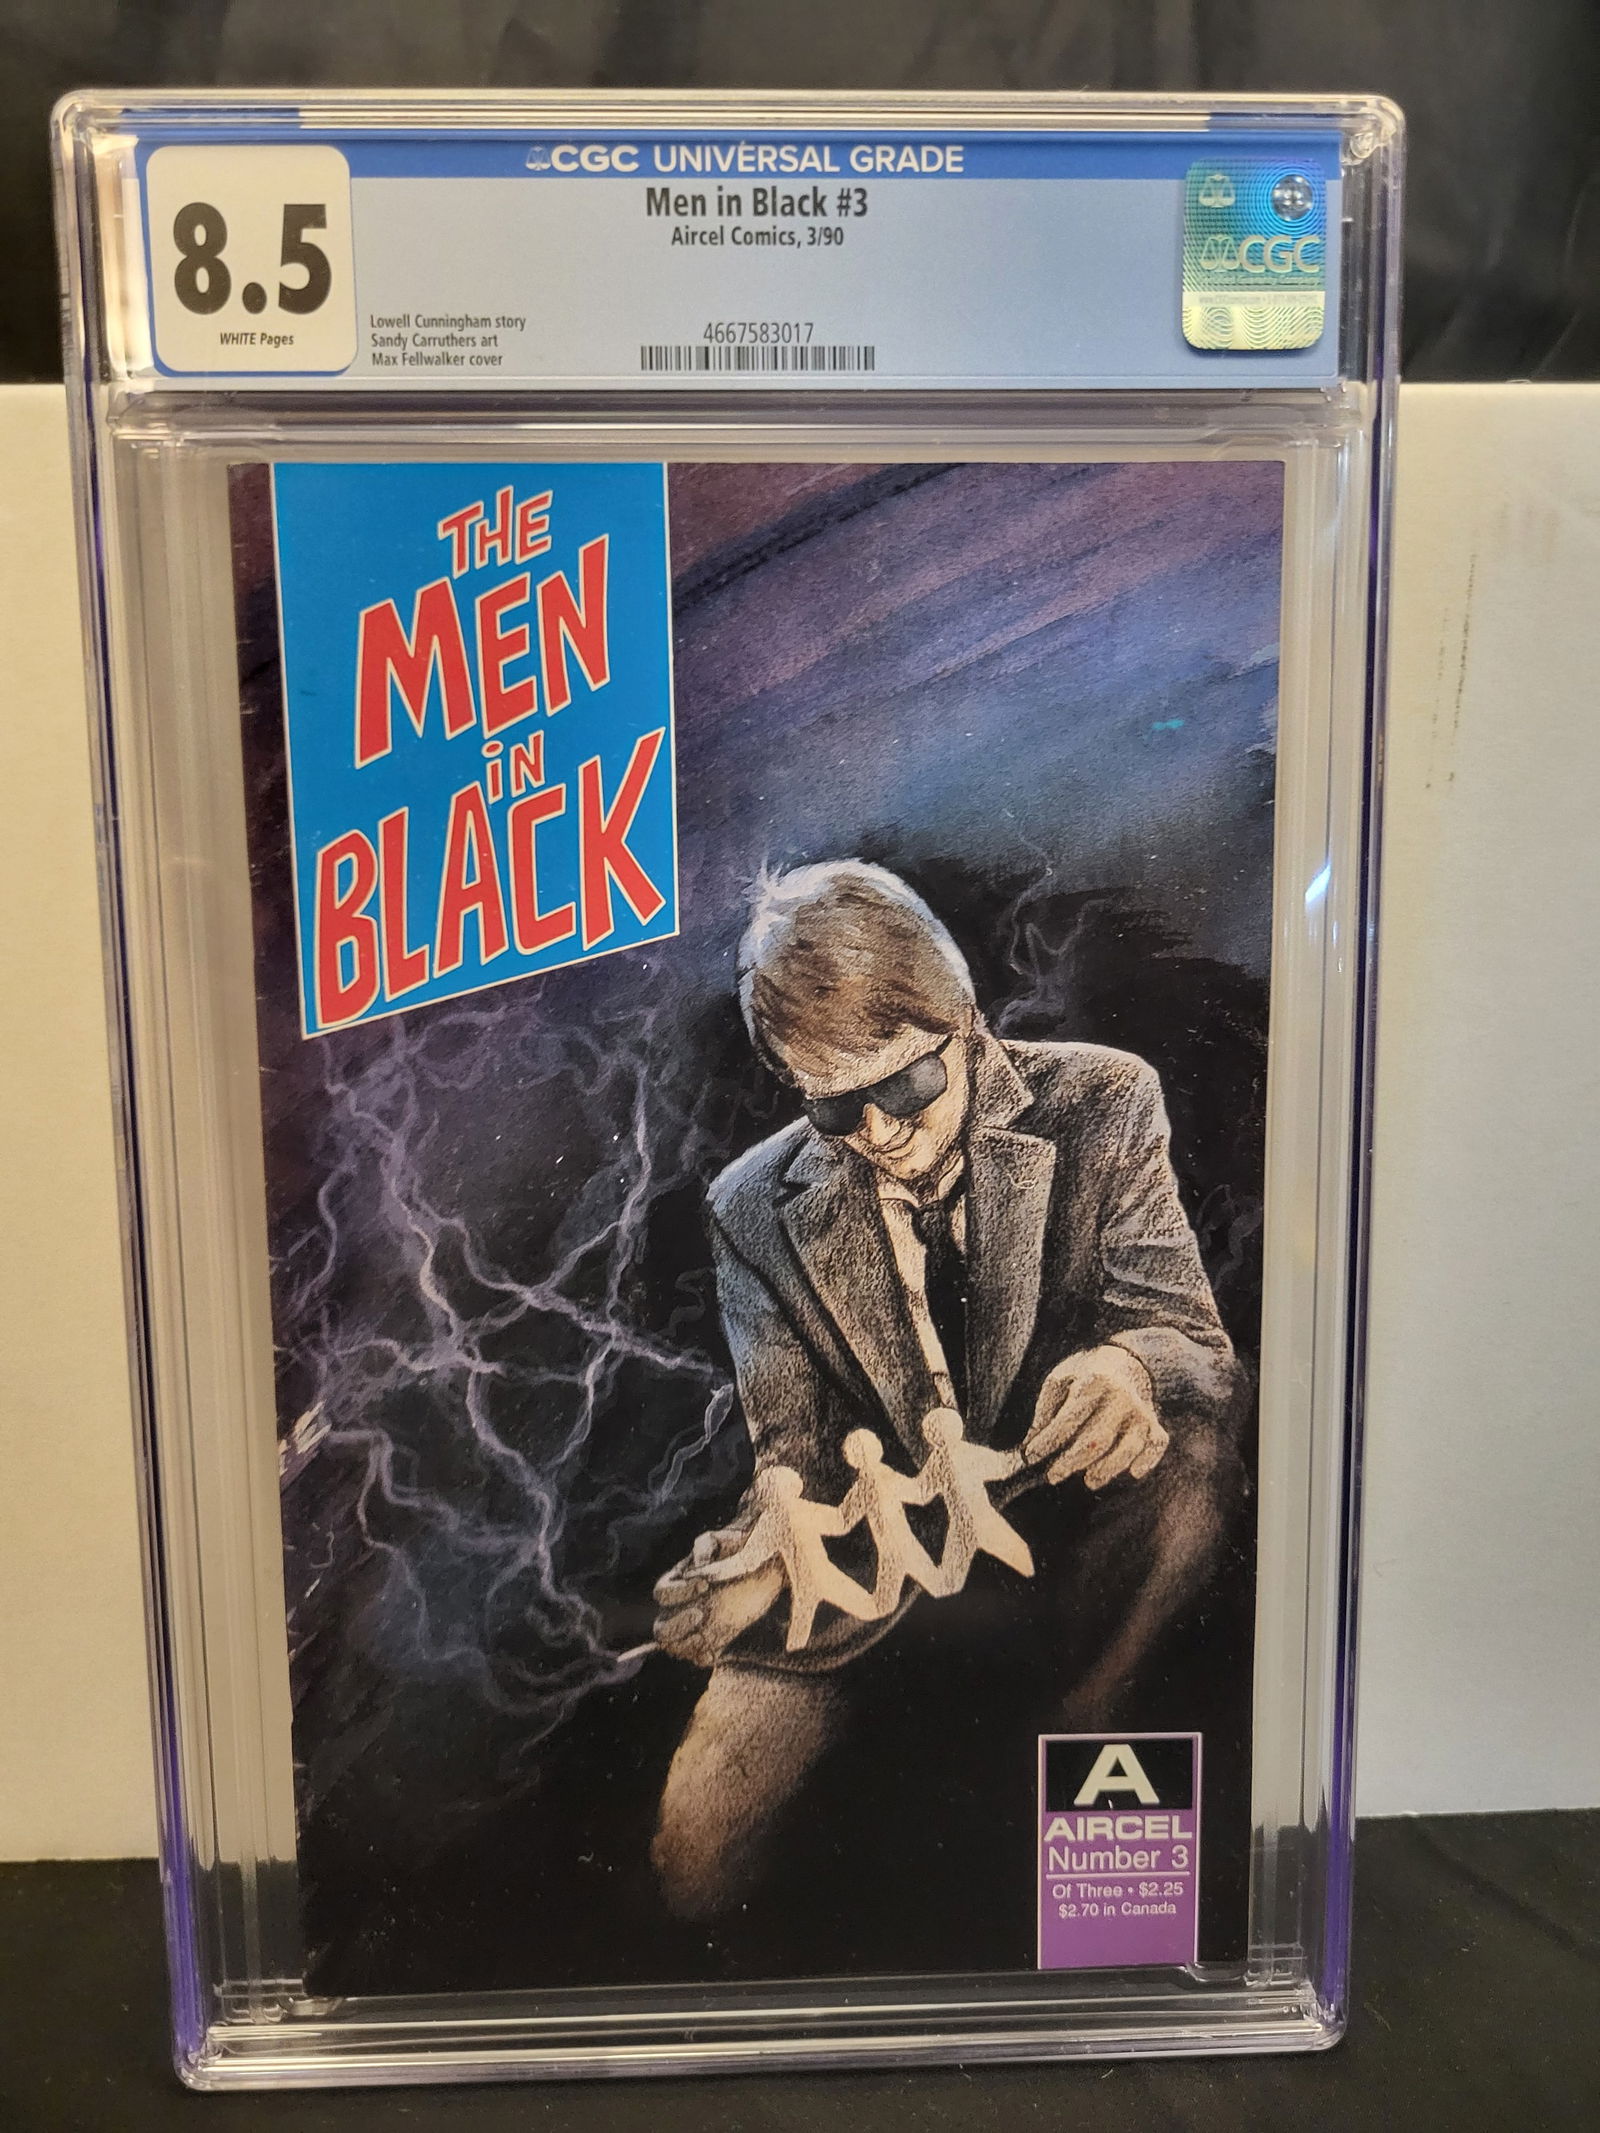 CGC UNIVERSAL GRADE
8.5
WHITE Pages
Men in Black #3
Aircel Comics, 3/90
Lowell Cunningham story
Sandy Carruthers art
Max Fellwalker cover
4667583017
CGC
THE
MEN
iN
BLACK
A
AIRCEL
Number 3
Of Three • $2.25
$2.70 in Canada